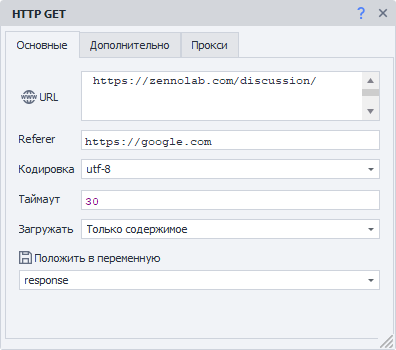 HTTP GET
? ×
Основные Дополнительно Прокси
www URL https://zennolab.com/discussion/
Referer https://google.com
Кодировка utf-8
Таймаут 30
Загружать Только содержимое
Положить в переменную
response